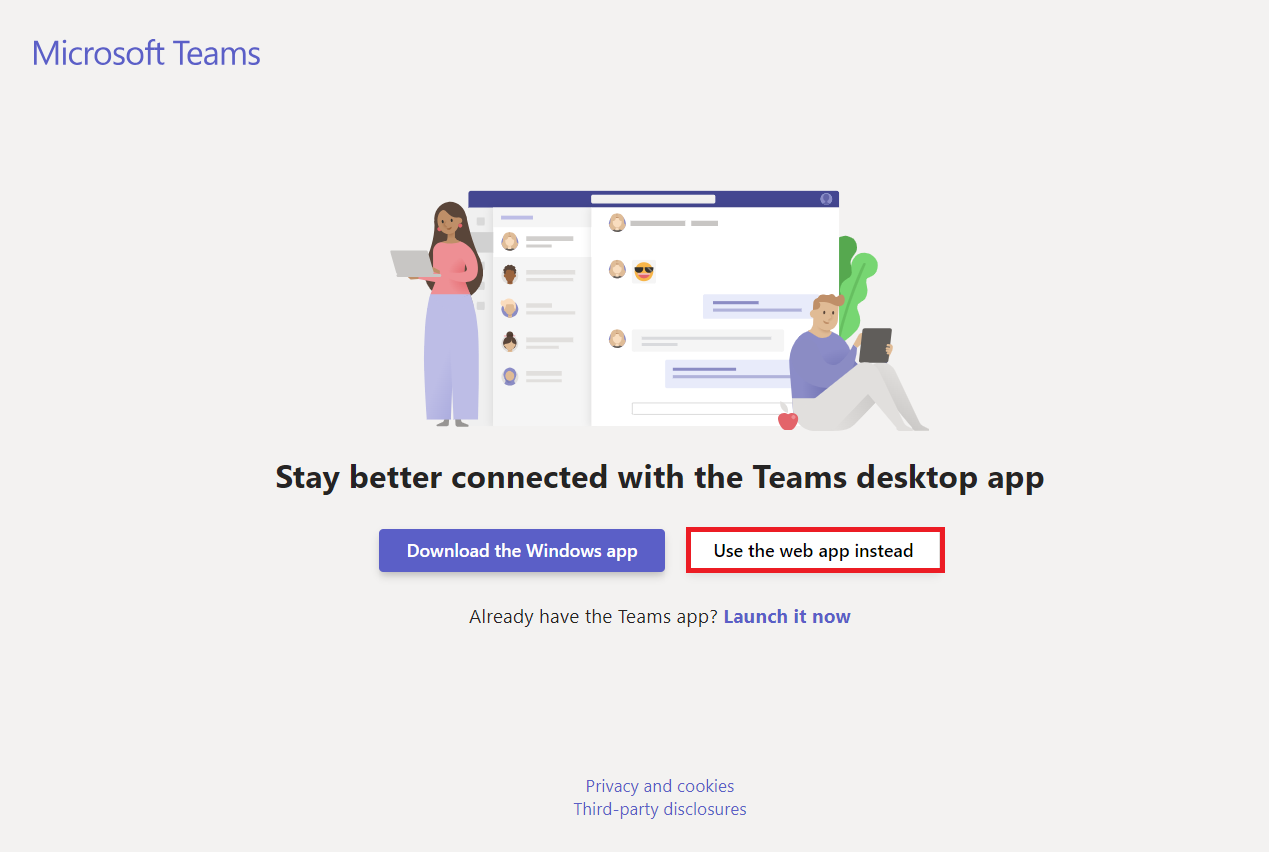 Microsoft Teams
Stay better connected with the Teams desktop app
Download the Windows app
Use the web app instead
Already have the Teams app? Launch it now
Privacy and cookies
Third-party disclosures